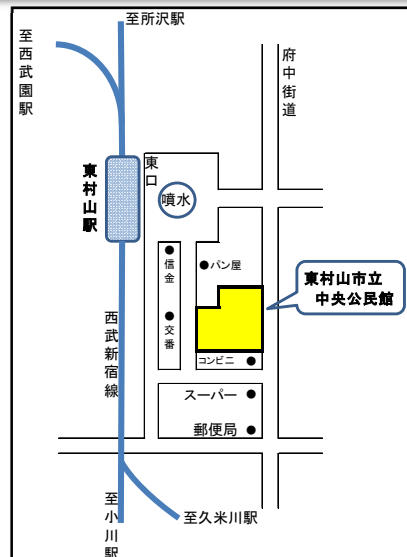 至所沢駅
至西武園駅
府中街道
東口
東村山駅
噴水
信金
パン屋
東村山市立
中央公民館
交番
西武新宿線
コンビニ
スーパー
郵便局
至小川駅
至久米川駅